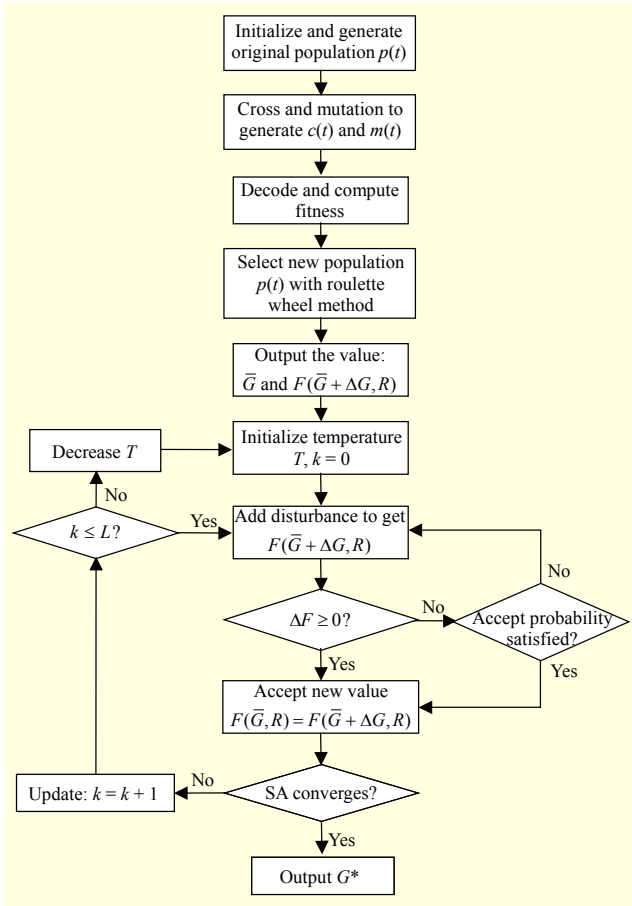 Initialize and generate
original population p(t)
Cross and mutation to
generate c(t) and m(t)
Decode and compute
fitness
Select new population
p(t) with roulette
wheel method
Output the value:
G̅ and F(G̅ + ΔG, R)
Initialize temperature
T, k = 0
Decrease T
No
k ≤ L?
Yes
Add disturbance to get
F(G̅ + ΔG, R)
No
ΔF ≥ 0?
No
Accept probability
satisfied?
Yes
Yes
Accept new value
F(G̅, R) = F(G̅ + ΔG, R)
SA converges?
No
Update: k = k + 1
Yes
Output G*